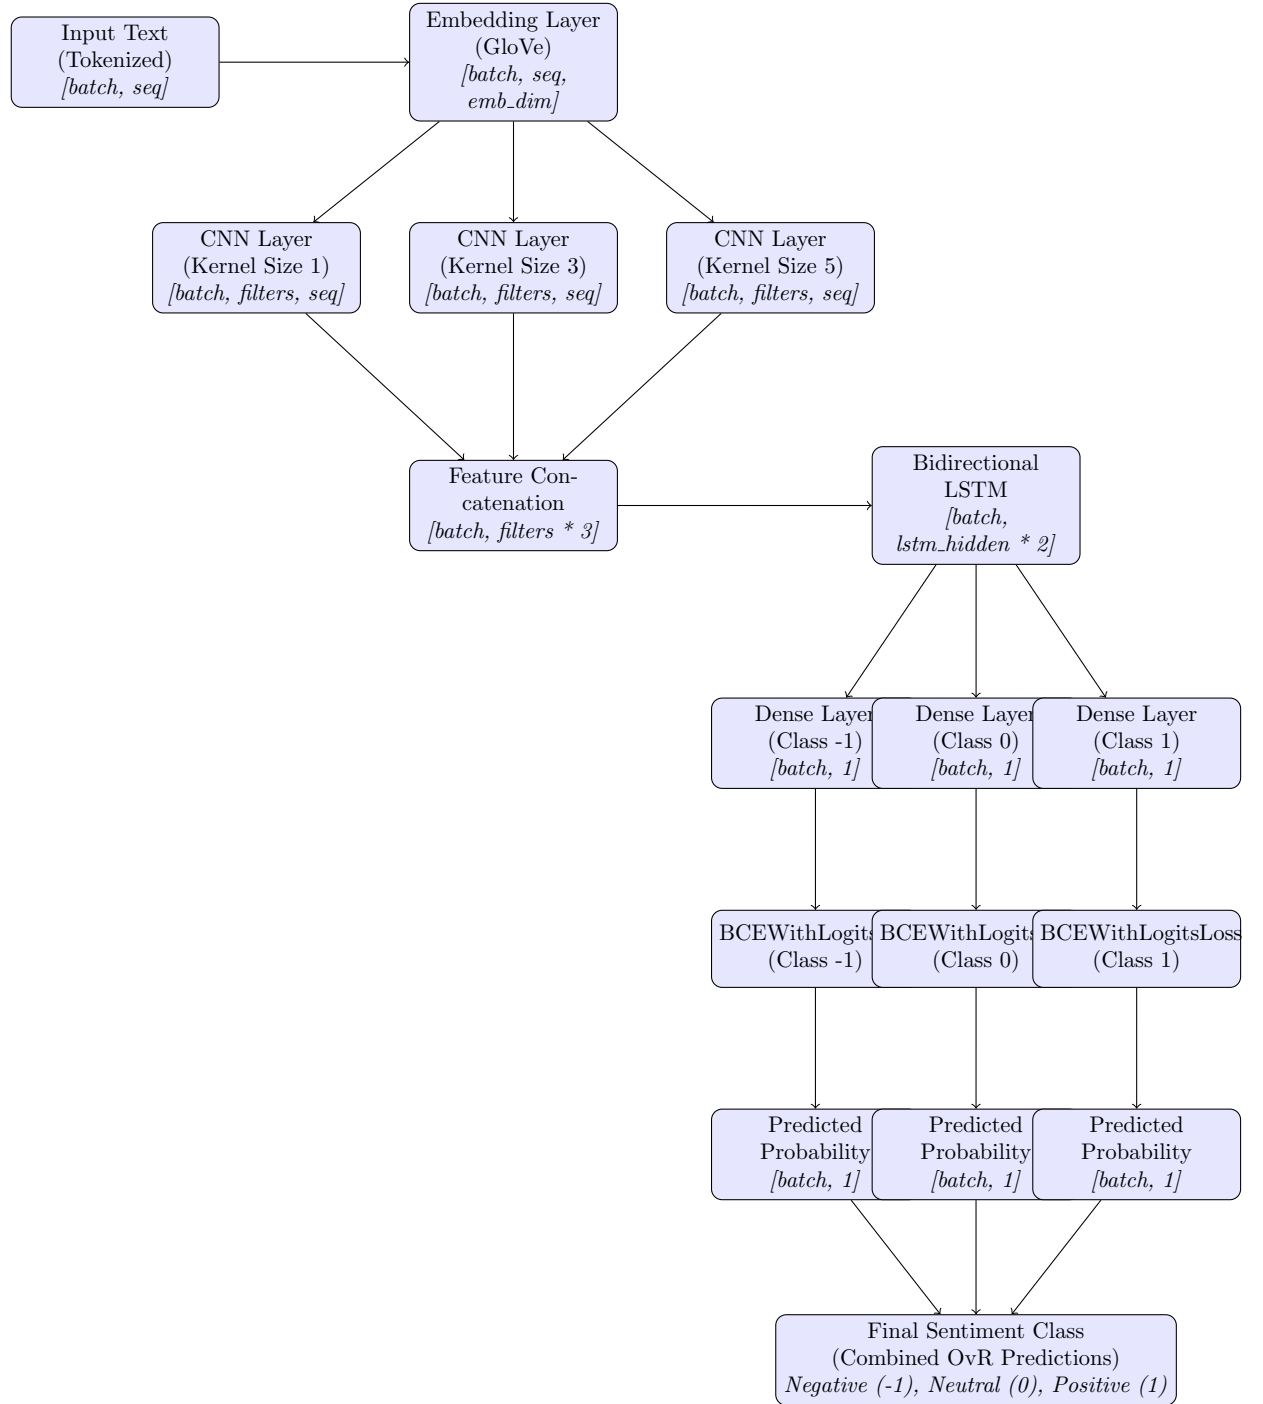 Input Text
(Tokenized)
[batch, seq]
Embedding Layer
(GloVe)
[batch, seq,
emb_dim]
CNN Layer
(Kernel Size 1)
[batch, filters, seq]
CNN Layer
(Kernel Size 3)
[batch, filters, seq]
CNN Layer
(Kernel Size 5)
[batch, filters, seq]
Feature Con-
catenation
[batch, filters * 3]
Bidirectional
LSTM
[batch,
lstm_hidden * 2]
Dense Layer
(Class -1)
[batch, 1]
Dense Layer
(Class 0)
[batch, 1]
Dense Layer
(Class 1)
[batch, 1]
BCEWithLogits
(Class -1)
BCEWithLogits
(Class 0)
BCEWithLogitsLoss
(Class 1)
Predicted
Probability
[batch, 1]
Predicted
Probability
[batch, 1]
Predicted
Probability
[batch, 1]
Final Sentiment Class
(Combined OvR Predictions)
Negative (-1), Neutral (0), Positive (1)